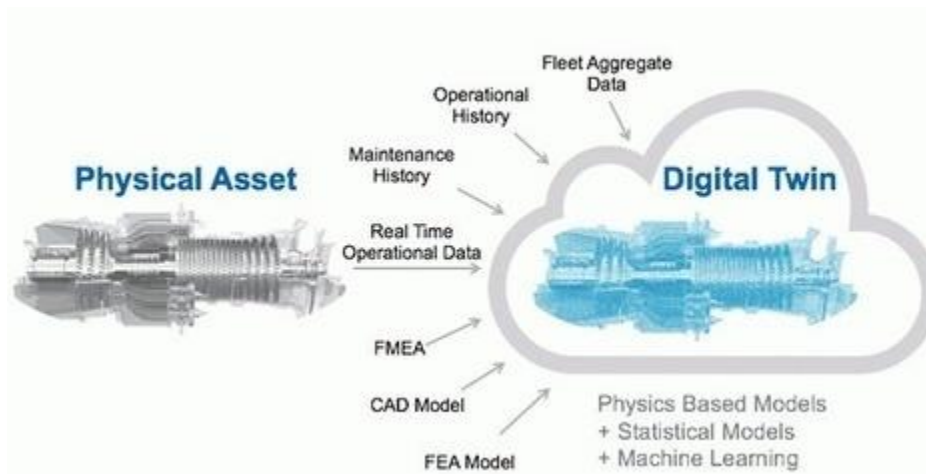 Fleet Aggregate
Data
Operational
History
Maintenance
History
Physical Asset
Digital Twin
Real Time
Operational Data
FMEA
CAD Model
FEA Model
Physics Based Models
+ Statistical Models
+ Machine Learning